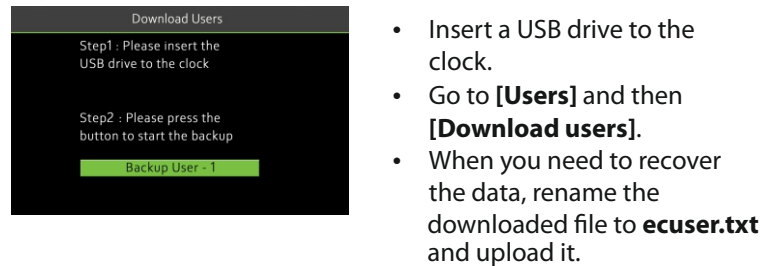 Download Users
Step1 : Please insert the
USB drive to the clock
Step2 : Please press the
button to start the backup
Backup User - 1
• Insert a USB drive to the
clock.
• Go to [Users] and then
[Download users].
• When you need to recover
the data, rename the
downloaded file to ecuser.txt
and upload it.